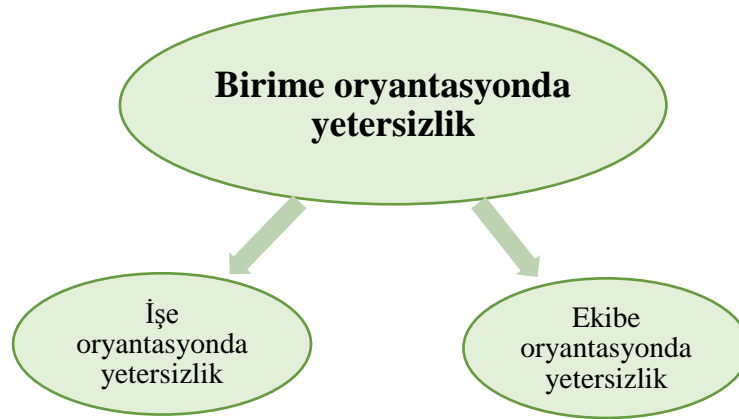 Birime oryantasyonda
yetersizlik
İşe
oryantasyonda
yetersizlik
Ekibe
oryantasyonda
yetersizlik